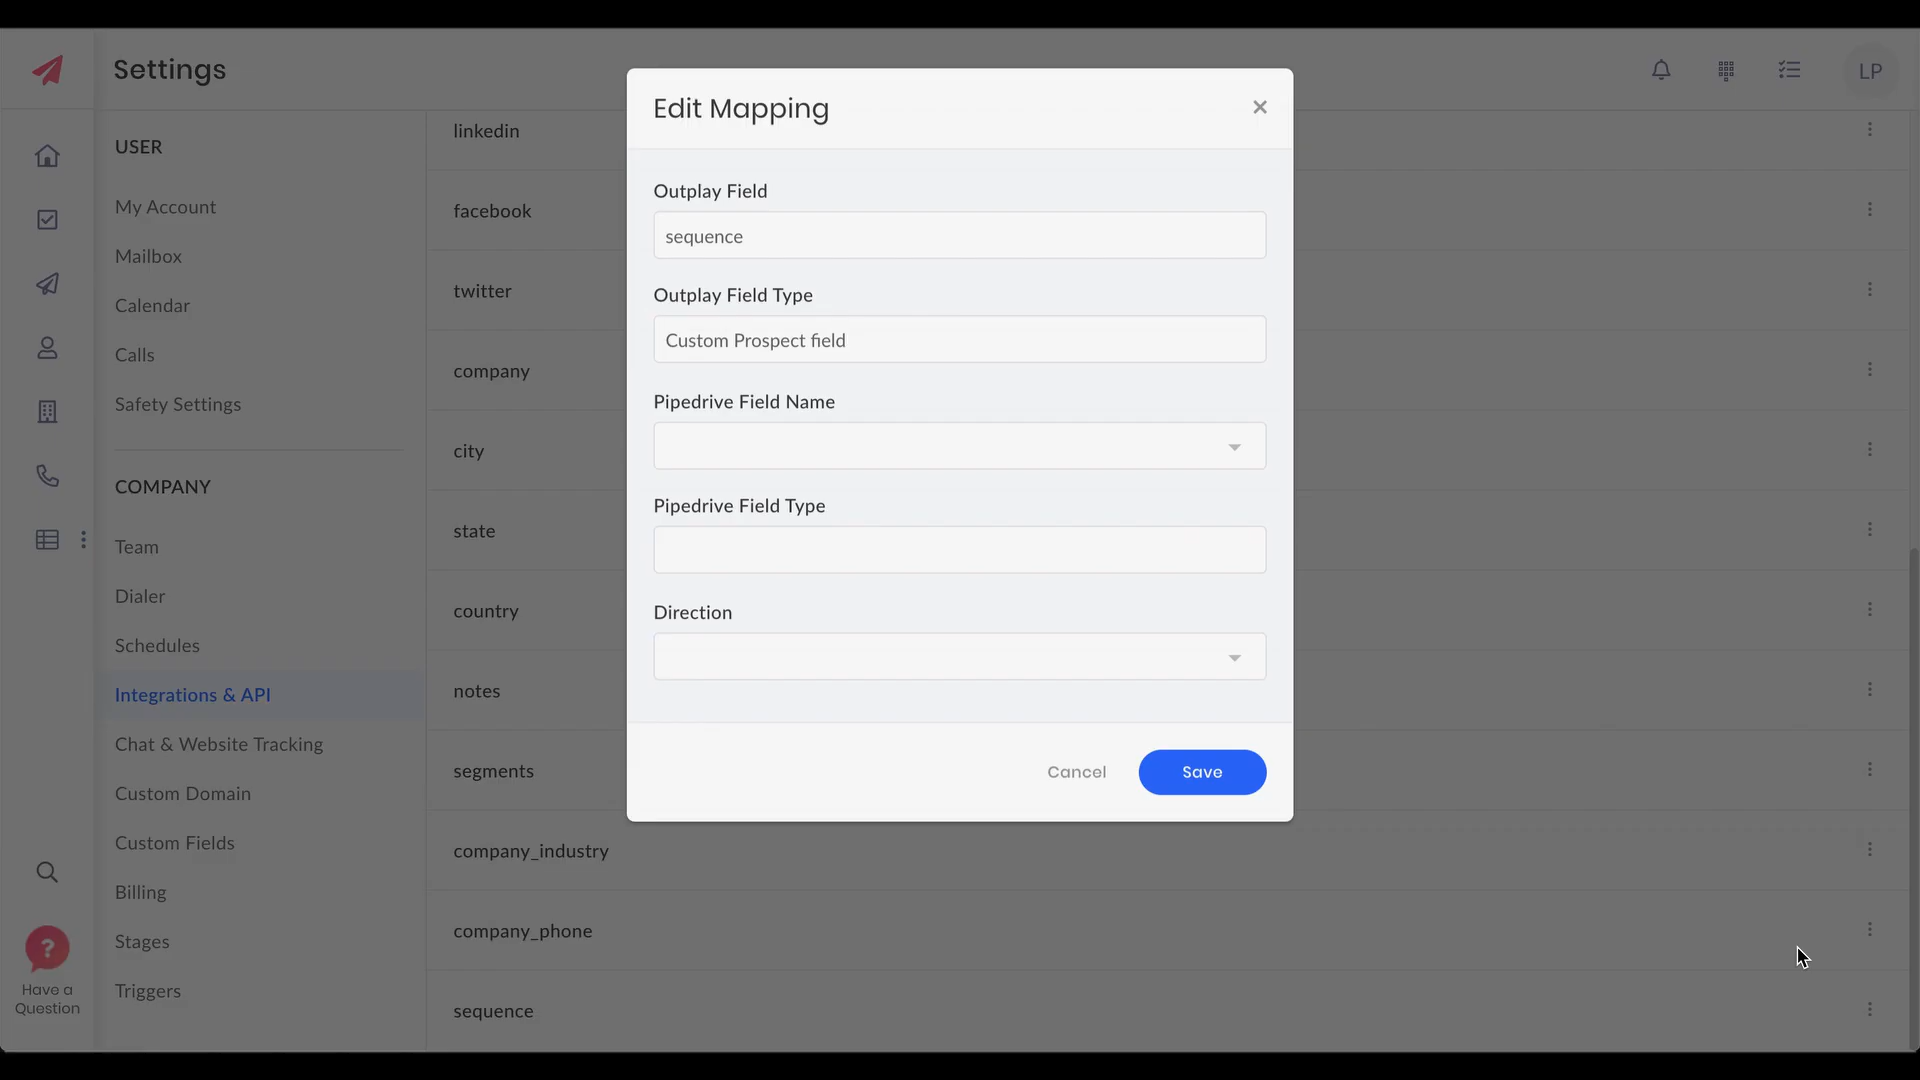 Settings
LP
USER
My Account
Mailbox
Calendar
Calls
Safety Settings
COMPANY
Team
Dialer
Schedules
Integrations & API
Chat & Website Tracking
Custom Domain
Custom Fields
Billing
Stages
Triggers
?
Have a
Question
linkedin
facebook
twitter
company
city
state
country
notes
segments
company_industry
company_phone
sequence
Edit Mapping
×
Outplay Field
sequence
Outplay Field Type
Custom Prospect field
Pipedrive Field Name
Pipedrive Field Type
Direction
Cancel
Save